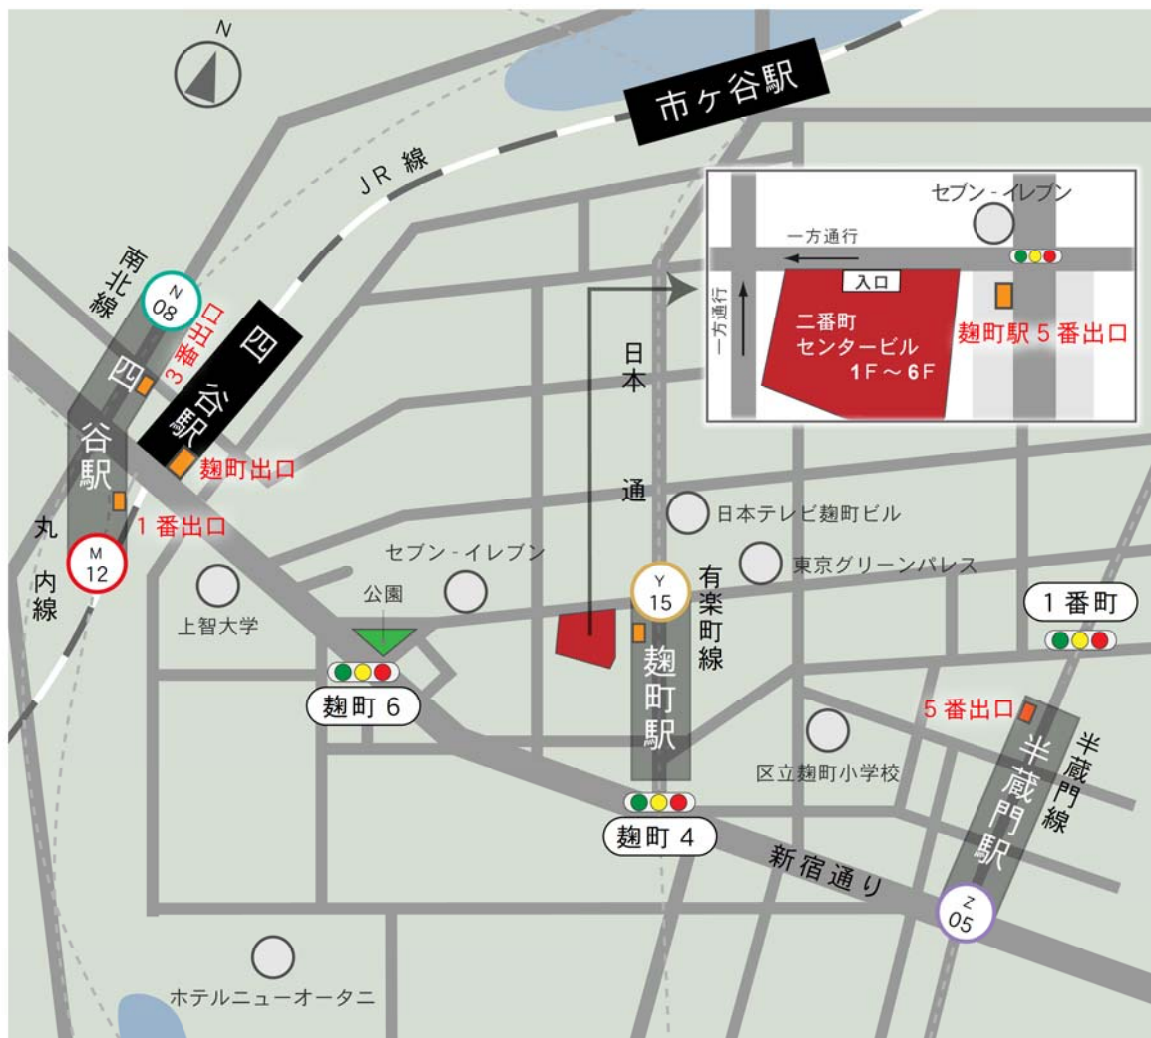 N
市ヶ谷駅
JR 線
セブン - イレブン
一方通行
入口
一方通行
二番町
センタービル
1F 〜 6F
麹町駅 5 番出口
南北線
N
08
3番出口
四谷駅
四谷駅
麹町出口
1 番出口
丸ノ内線
M
12
日本
通
日本テレビ麹町ビル
東京グリーンパレス
セブン - イレブン
公園
上智大学
Y
15
有楽町線
麹町駅
1 番町
麹町 6
5 番出口
半蔵門線
半蔵門駅
区立麹町小学校
麹町 4
新宿通り
Z
05
ホテルニューオータニ